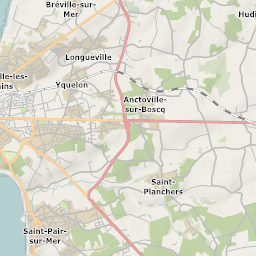 Bréville-sur-
Mer
Hudi
Longueville
lle-les-
ins
Yquelon
Anctoville-
sur-Boscq
Saint-
Planchers
Saint-Pair-
sur-Mer